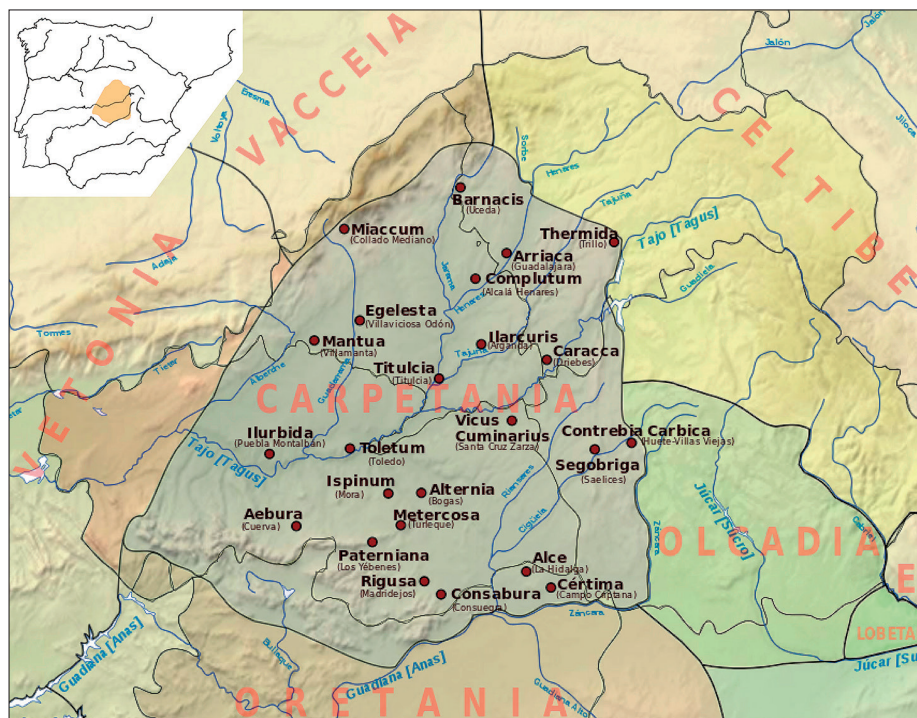 VACCEIA
CELTIBE
VETONIA
CARPETANIA
OLCADIA
E
LOBETA
ORETANIA
Jalón
Jalón
Jiloca
Eresma
Voltoya
Adaja
Tormes
Tieter
ieter
Alberche
Guadarrama
Jarama
Sorbe
Henares
Henares
Tajuña
Tajuña
Tajo [Tagus]
Guadiela
Tajo [Tagus]
Riansares
Cigüela
Záncara
Záncara
Júcar [Sucro]
Cabriel
Júcar [Su
Guadiana [Anas]
Bullaque
Guadiana [Anas]
Guadiana Alto
Barnacis
(Uceda)
Miaccum
(Collado Mediano)
Thermida
(Trillo)
Arriaca
(Guadalajara)
Complutum
(Alcalá Henares)
Egelesta
(Villaviciosa Odón)
Mantua
(Villamanta)
Ilarcuris
(Arganda)
Caracca
(Driebes)
Titulcia
(Titulcia)
Vicus
Cuminarius
(Santa Cruz Zarza)
Contrebia Carbica
(Huete-Villas Viejas)
Segobriga
(Saelices)
Ilurbida
(Puebla Montalbán)
Toletum
(Toledo)
Ispinum
(Mora)
Alternia
(Bogas)
Aebura
(Cuerva)
Metercosa
(Turleque)
Paterniana
(Los Yébenes)
Alce
(La Hidalga)
Rigusa
(Madridejos)
Consabura
(Consuegra)
Cértima
(Campo Criptana)